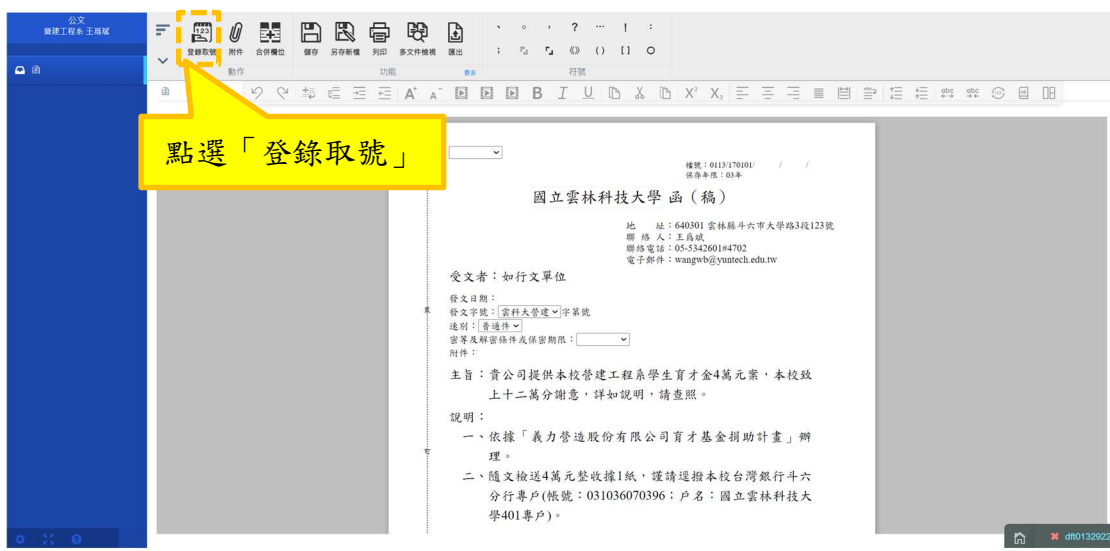 公文
營建工程系 王舄斌
函
登錄取號 附件 合併欄位 儲存 另存新檔 列印 多文件檢視 匯出
、 。 , ? … ! :
; 『』 「」 《》 () [] ○
動作 功能 更多 符號
函
點選「登錄取號」
檔號:0113/170101/ / /
保存年限:03年
國立雲林科技大學 函(稿)
地 址:640301 雲林縣斗六市大學路3段123號
聯 絡 人:王舄斌
聯絡電話:05-5342601#4702
電子郵件:wangwb@yuntech.edu.tw
受文者:如行文單位
發文日期:
發文字號:雲科大營建字第號
速別:普通件
密等及解密條件或保密期限:
附件:
主旨:貴公司提供本校營建工程系學生育才金4萬元案,本校致
上十二萬分謝意,詳如說明,請查照。
說明:
一、依據「義力營造股份有限公司育才基金捐助計畫」辦
理。
二、隨文檢送4萬元整收據1紙,謹請逕撥本校台灣銀行斗六
分行專戶(帳號:031036070396;戶名:國立雲林科技大
學401專戶)。
dft0132922